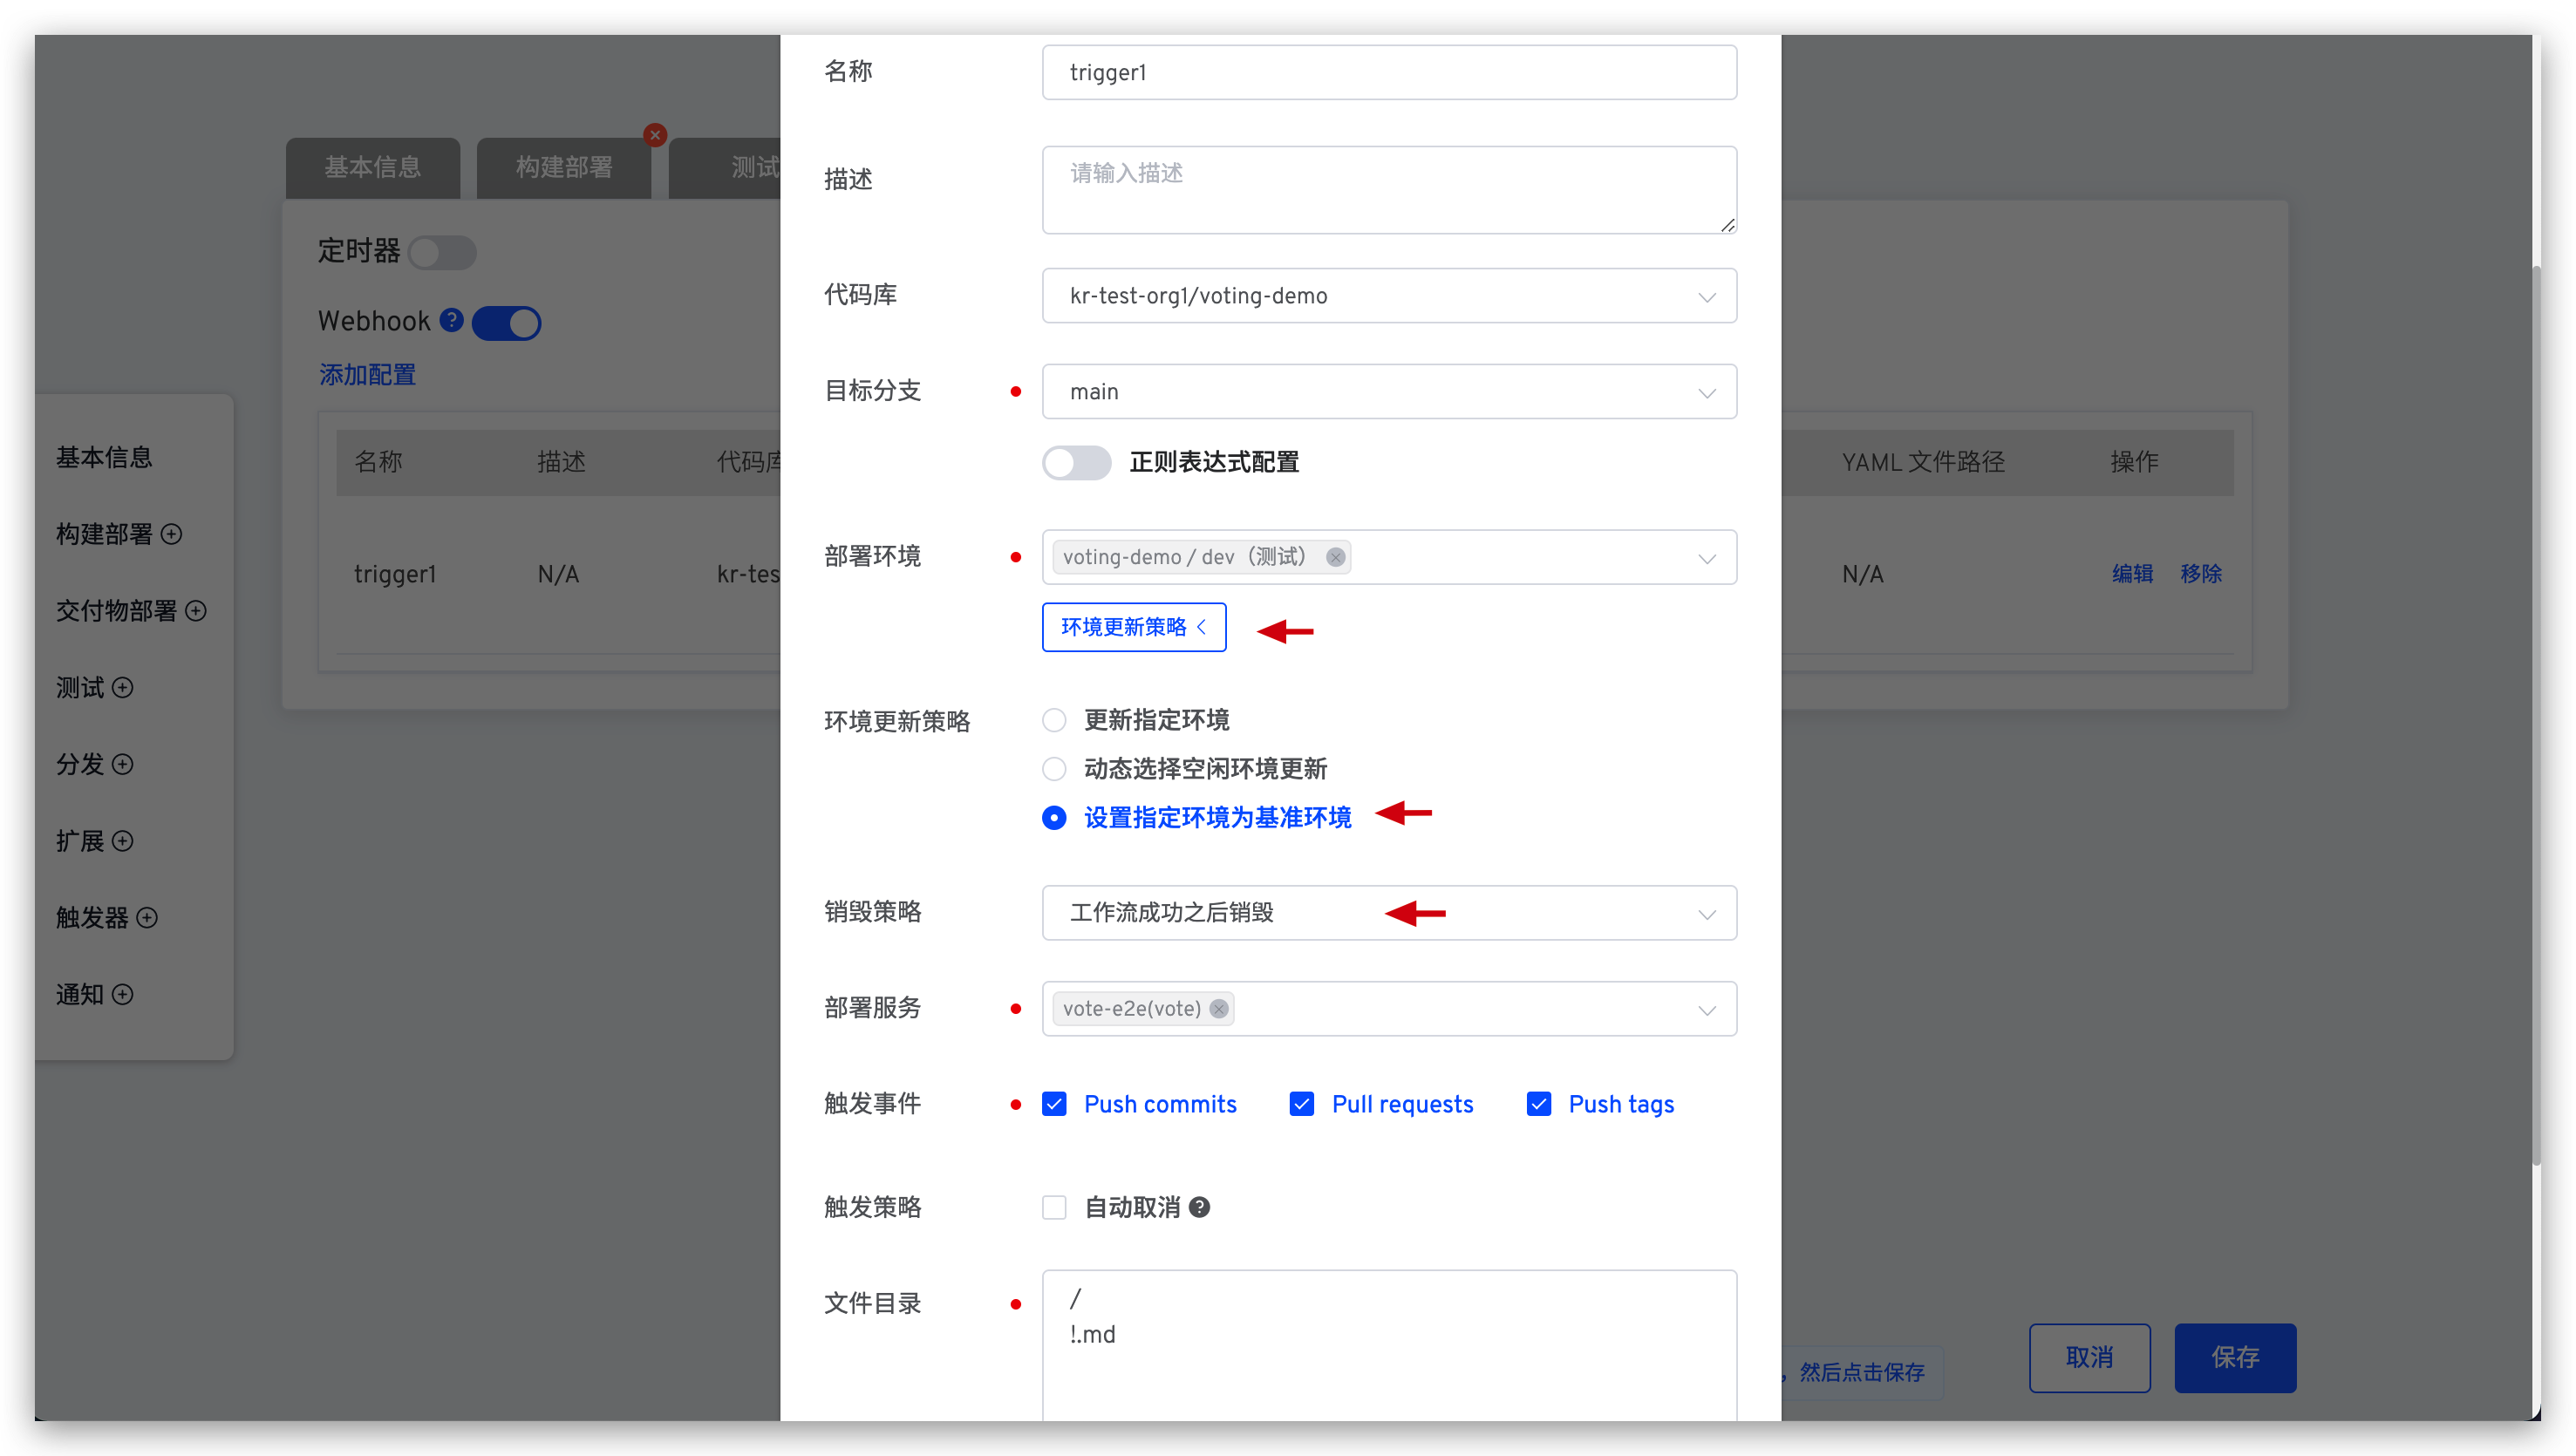 名称
trigger1
描述
请输入描述
代码库
kr-test-org1/voting-demo
目标分支
main
正则表达式配置
部署环境
voting-demo / dev（测试）
环境更新策略
环境更新策略
更新指定环境
动态选择空闲环境更新
设置指定环境为基准环境
销毁策略
工作流成功之后销毁
部署服务
vote-e2e(vote)
触发事件
Push commits
Pull requests
Push tags
触发策略
自动取消
文件目录
/
!.md
基本信息
构建部署
测试
定时器
Webhook
添加配置
名称
描述
代码库
YAML 文件路径
操作
trigger1
N/A
kr-tes
N/A
编辑
移除
基本信息
构建部署
交付物部署
测试
分发
扩展
触发器
通知
，然后点击保存
取消
保存